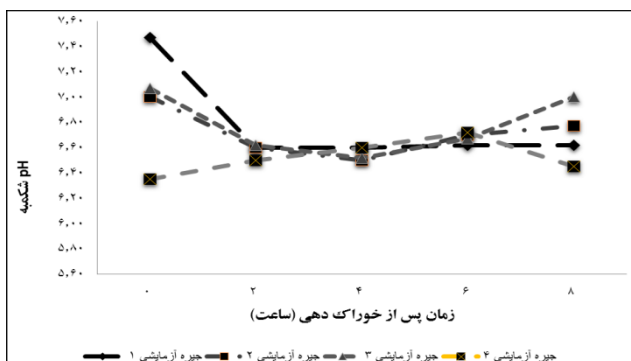 ۷,۶۰
۷,۴۰
۷,۲۰
۷,۰۰
۶,۸۰
۶,۶۰
۶,۴۰
۶,۲۰
۶,۰۰
۵,۸۰
۵,۶۰
pH شکمبه
۰ ۲ ۴ ۶ ۸
زمان پس از خوراک دهی (ساعت)
جیره آزمایشی ۱ جیره آزمایشی ۲ جیره آزمایشی ۳ جیره آزمایشی ۴